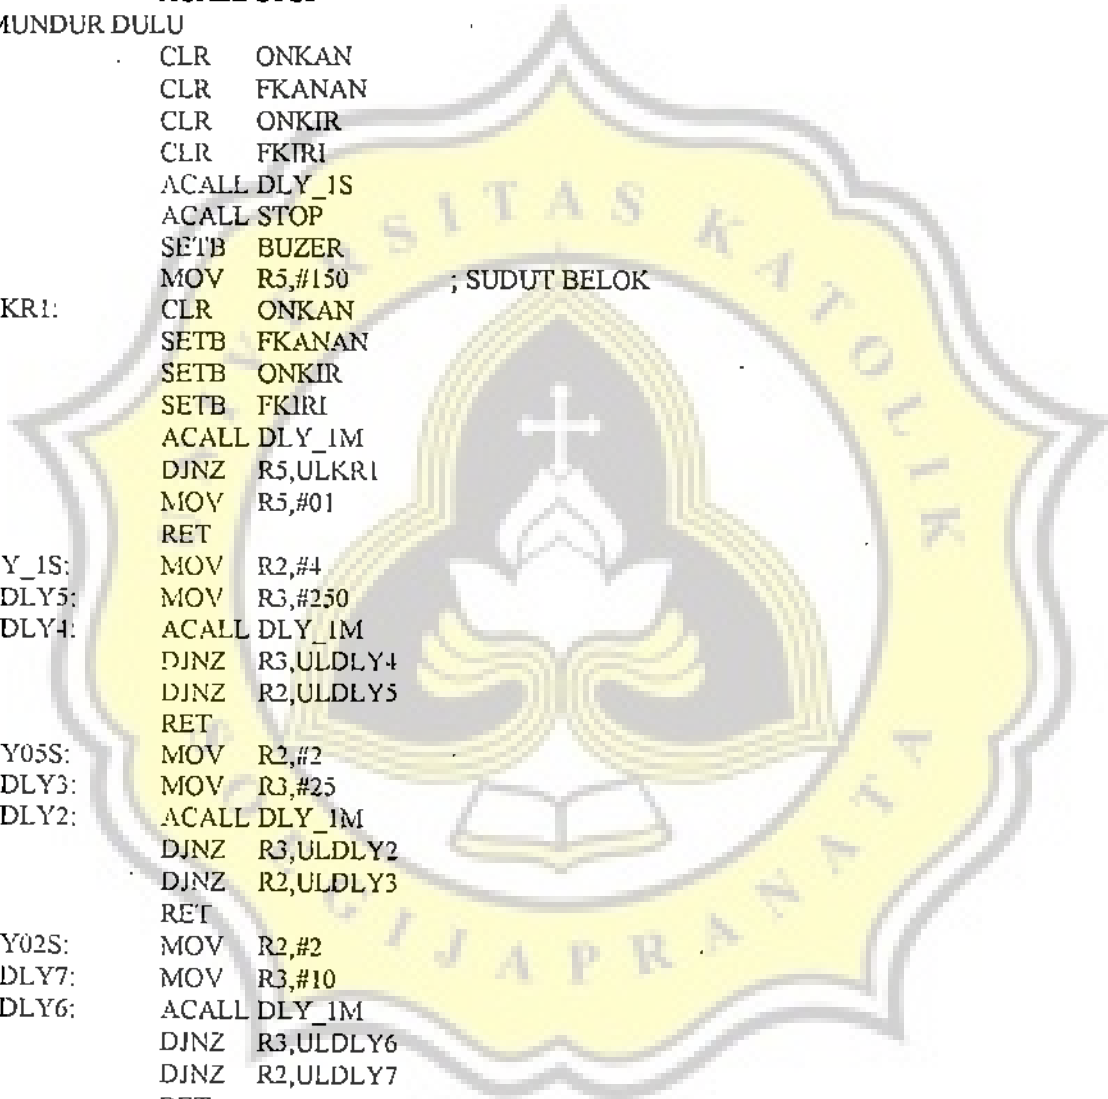 MUNDUR DULU
CLR ONKAN
CLR FKANAN
CLR ONKIR
CLR FKIRI
ACALL DLY_1S
ACALL STOP
SETB BUZER
MOV R5,#150 ; SUDUT BELOK
KR1: CLR ONKAN
SETB FKANAN
SETB ONKIR
SETB FKIRI
ACALL DLY_1M
DJNZ R5,ULKR1
MOV R5,#01
RET
Y_1S: MOV R2,#4
DLY5: MOV R3,#250
DLY4: ACALL DLY_1M
DJNZ R3,ULDLY4
DJNZ R2,ULDLY5
RET
Y05S: MOV R2,#2
DLY3: MOV R3,#25
DLY2: ACALL DLY_1M
DJNZ R3,ULDLY2
DJNZ R2,ULDLY3
RET
Y02S: MOV R2,#2
DLY7: MOV R3,#10
DLY6: ACALL DLY_1M
DJNZ R3,ULDLY6
DJNZ R2,ULDLY7
RSITAS KATOLIK
GIJAPRANATA